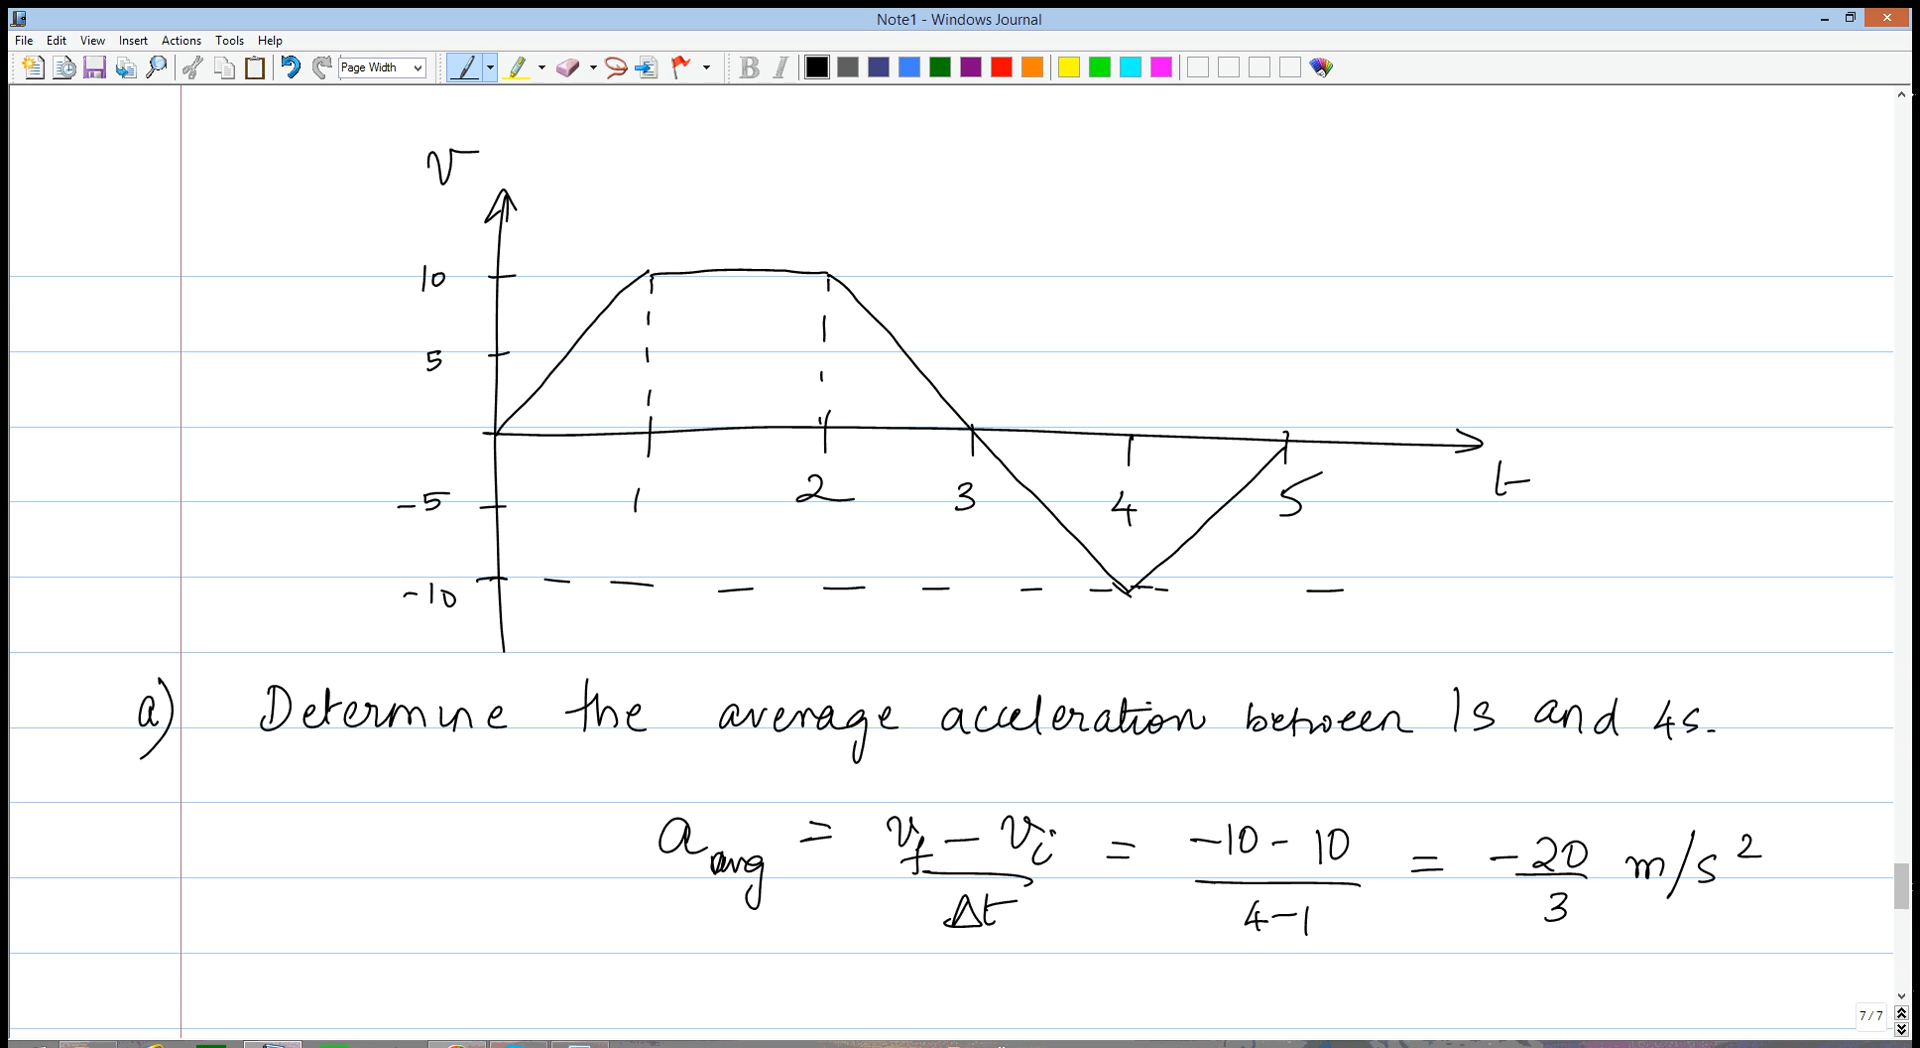 Note1 - Windows Journal
File Edit View Insert Actions Tools Help
Page Width
B I
v
10
5
-5 1 2 3 4 5 t
-10
a) Determine the average acceleration between 1s and 4s.
a_avg = (v_f - v_i)/Δt = (-10 - 10)/(4-1) = -20/3 m/s²
7/7